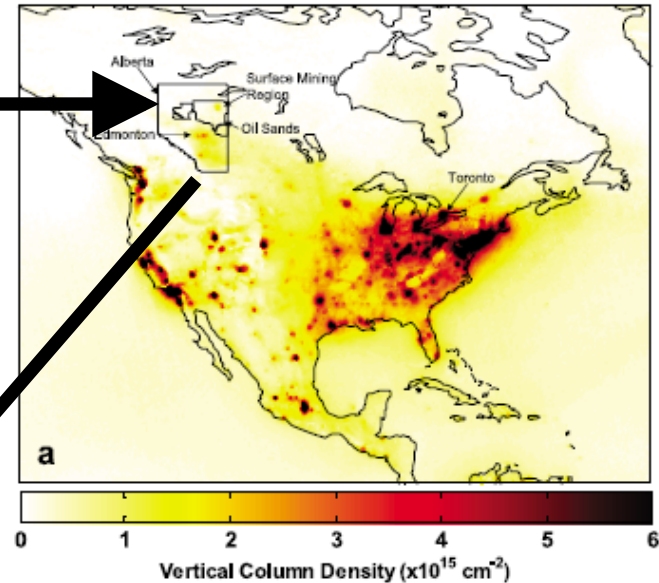 Alberta
Surface Mining
Region
Edmonton
Oil Sands
Toronto
a
0 1 2 3 4 5 6
Vertical Column Density (x10¹⁵ cm⁻²)